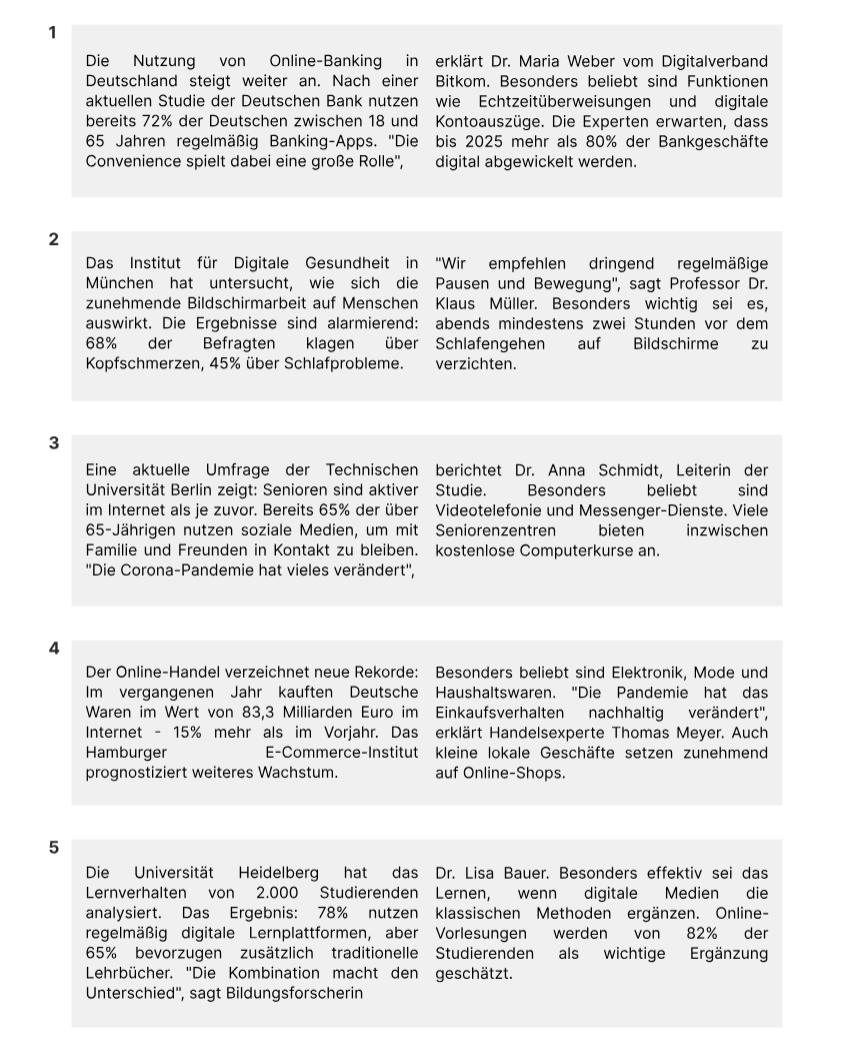 1
Die Nutzung von Online-Banking in
Deutschland steigt weiter an. Nach einer
aktuellen Studie der Deutschen Bank nutzen
bereits 72% der Deutschen zwischen 18 und
65 Jahren regelmäßig Banking-Apps. "Die
Convenience spielt dabei eine große Rolle",
erklärt Dr. Maria Weber vom Digitalverband
Bitkom. Besonders beliebt sind Funktionen
wie Echtzeitüberweisungen und digitale
Kontoauszüge. Die Experten erwarten, dass
bis 2025 mehr als 80% der Bankgeschäfte
digital abgewickelt werden.
2
Das Institut für Digitale Gesundheit in
München hat untersucht, wie sich die
zunehmende Bildschirmarbeit auf Menschen
auswirkt. Die Ergebnisse sind alarmierend:
68% der Befragten klagen über
Kopfschmerzen, 45% über Schlafprobleme.
"Wir empfehlen dringend regelmäßige
Pausen und Bewegung", sagt Professor Dr.
Klaus Müller. Besonders wichtig sei es,
abends mindestens zwei Stunden vor dem
Schlafengehen auf Bildschirme zu
verzichten.
3
Eine aktuelle Umfrage der Technischen
Universität Berlin zeigt: Senioren sind aktiver
im Internet als je zuvor. Bereits 65% der über
65-Jährigen nutzen soziale Medien, um mit
Familie und Freunden in Kontakt zu bleiben.
"Die Corona-Pandemie hat vieles verändert",
berichtet Dr. Anna Schmidt, Leiterin der
Studie. Besonders beliebt sind
Videotelefonie und Messenger-Dienste. Viele
Seniorenzentren bieten inzwischen
kostenlose Computerkurse an.
4
Der Online-Handel verzeichnet neue Rekorde:
Im vergangenen Jahr kauften Deutsche
Waren im Wert von 83,3 Milliarden Euro im
Internet - 15% mehr als im Vorjahr. Das
Hamburger E-Commerce-Institut
prognostiziert weiteres Wachstum.
Besonders beliebt sind Elektronik, Mode und
Haushaltswaren. "Die Pandemie hat das
Einkaufsverhalten nachhaltig verändert",
erklärt Handelsexperte Thomas Meyer. Auch
kleine lokale Geschäfte setzen zunehmend
auf Online-Shops.
5
Die Universität Heidelberg hat das
Lernverhalten von 2.000 Studierenden
analysiert. Das Ergebnis: 78% nutzen
regelmäßig digitale Lernplattformen, aber
65% bevorzugen zusätzlich traditionelle
Lehrbücher. "Die Kombination macht den
Unterschied", sagt Bildungsforscherin
Dr. Lisa Bauer. Besonders effektiv sei das
Lernen, wenn digitale Medien die
klassischen Methoden ergänzen. Online-
Vorlesungen werden von 82% der
Studierenden als wichtige Ergänzung
geschätzt.